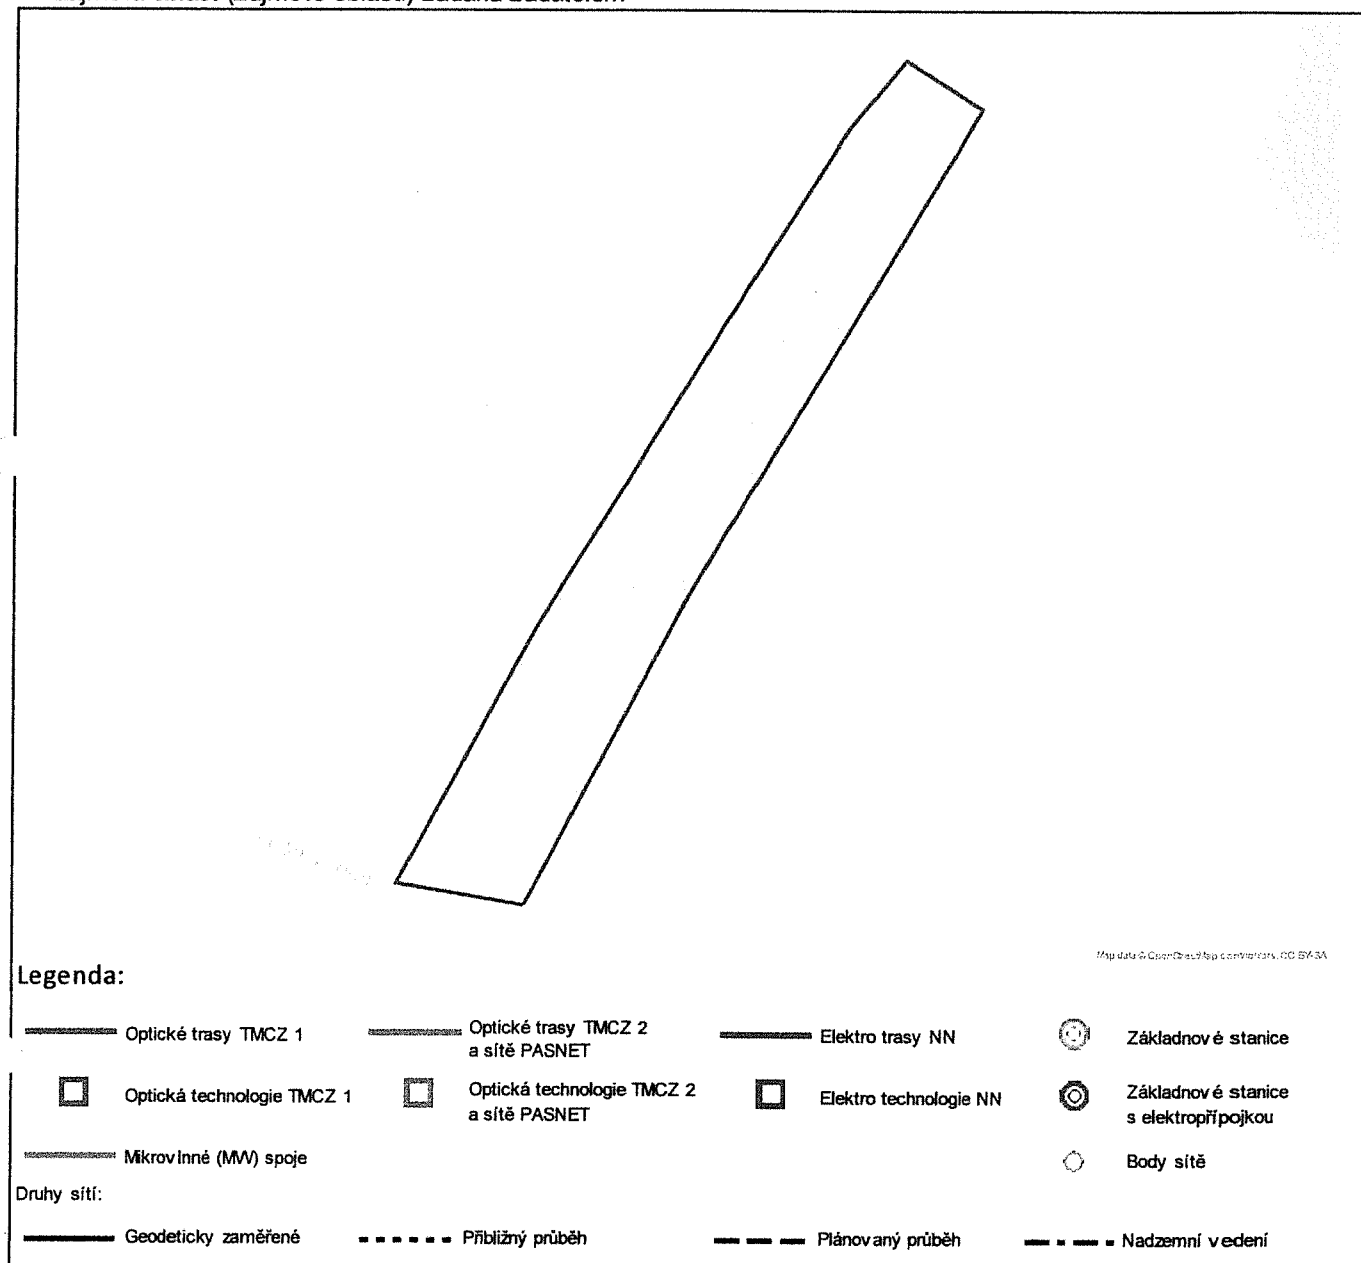 Legenda:
Optické trasy TMCZ 1
Optické trasy TMCZ 2
a sítě PASNET
Elektro trasy NN
Základnové stanice
Optická technologie TMCZ 1
Optická technologie TMCZ 2
a sítě PASNET
Elektro technologie NN
Základnové stanice
s elektropřípojkou
Mikrovlnné (MW) spoje
Body sítě
Druhy sítí:
Geodeticky zaměřené
Přibližný průběh
Plánovaný průběh
Nadzemní vedení